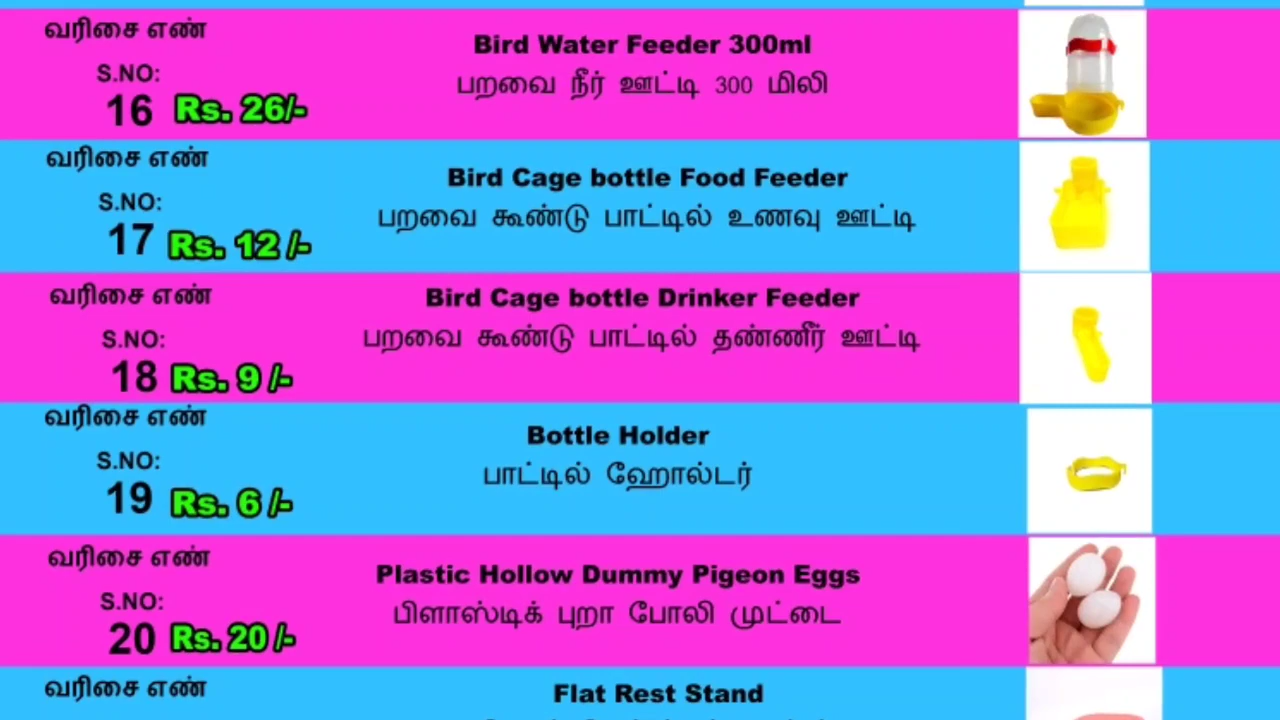 வரிசை எண்
Bird Water Feeder 300ml
S.NO:
பறவை நீர் ஊட்டி 300 மிலி
16 Rs. 26/-
வரிசை எண்
Bird Cage bottle Food Feeder
S.NO:
பறவை கூண்டு பாட்டில் உணவு ஊட்டி
17 Rs. 12 /-
வரிசை எண்
Bird Cage bottle Drinker Feeder
S.NO:
பறவை கூண்டு பாட்டில் தண்ணீர் ஊட்டி
18 Rs. 9 /-
வரிசை எண்
Bottle Holder
S.NO:
பாட்டில் ஹோல்டர்
19 Rs. 6 /-
வரிசை எண்
Plastic Hollow Dummy Pigeon Eggs
S.NO:
பிளாஸ்டிக் புறா போலி முட்டை
20 Rs. 20 /-
வரிசை எண்
Flat Rest Stand